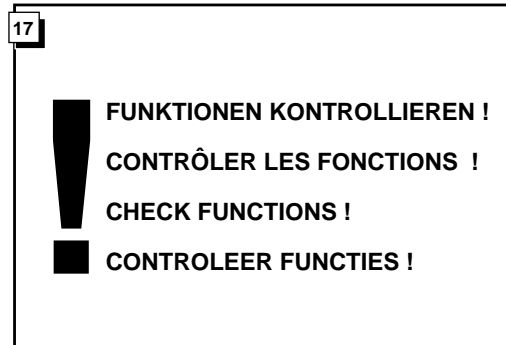 17
FUNKTIONEN KONTROLLIEREN !
CONTRÔLER LES FONCTIONS !
CHECK FUNCTIONS !
CONTROLEER FUNCTIES !